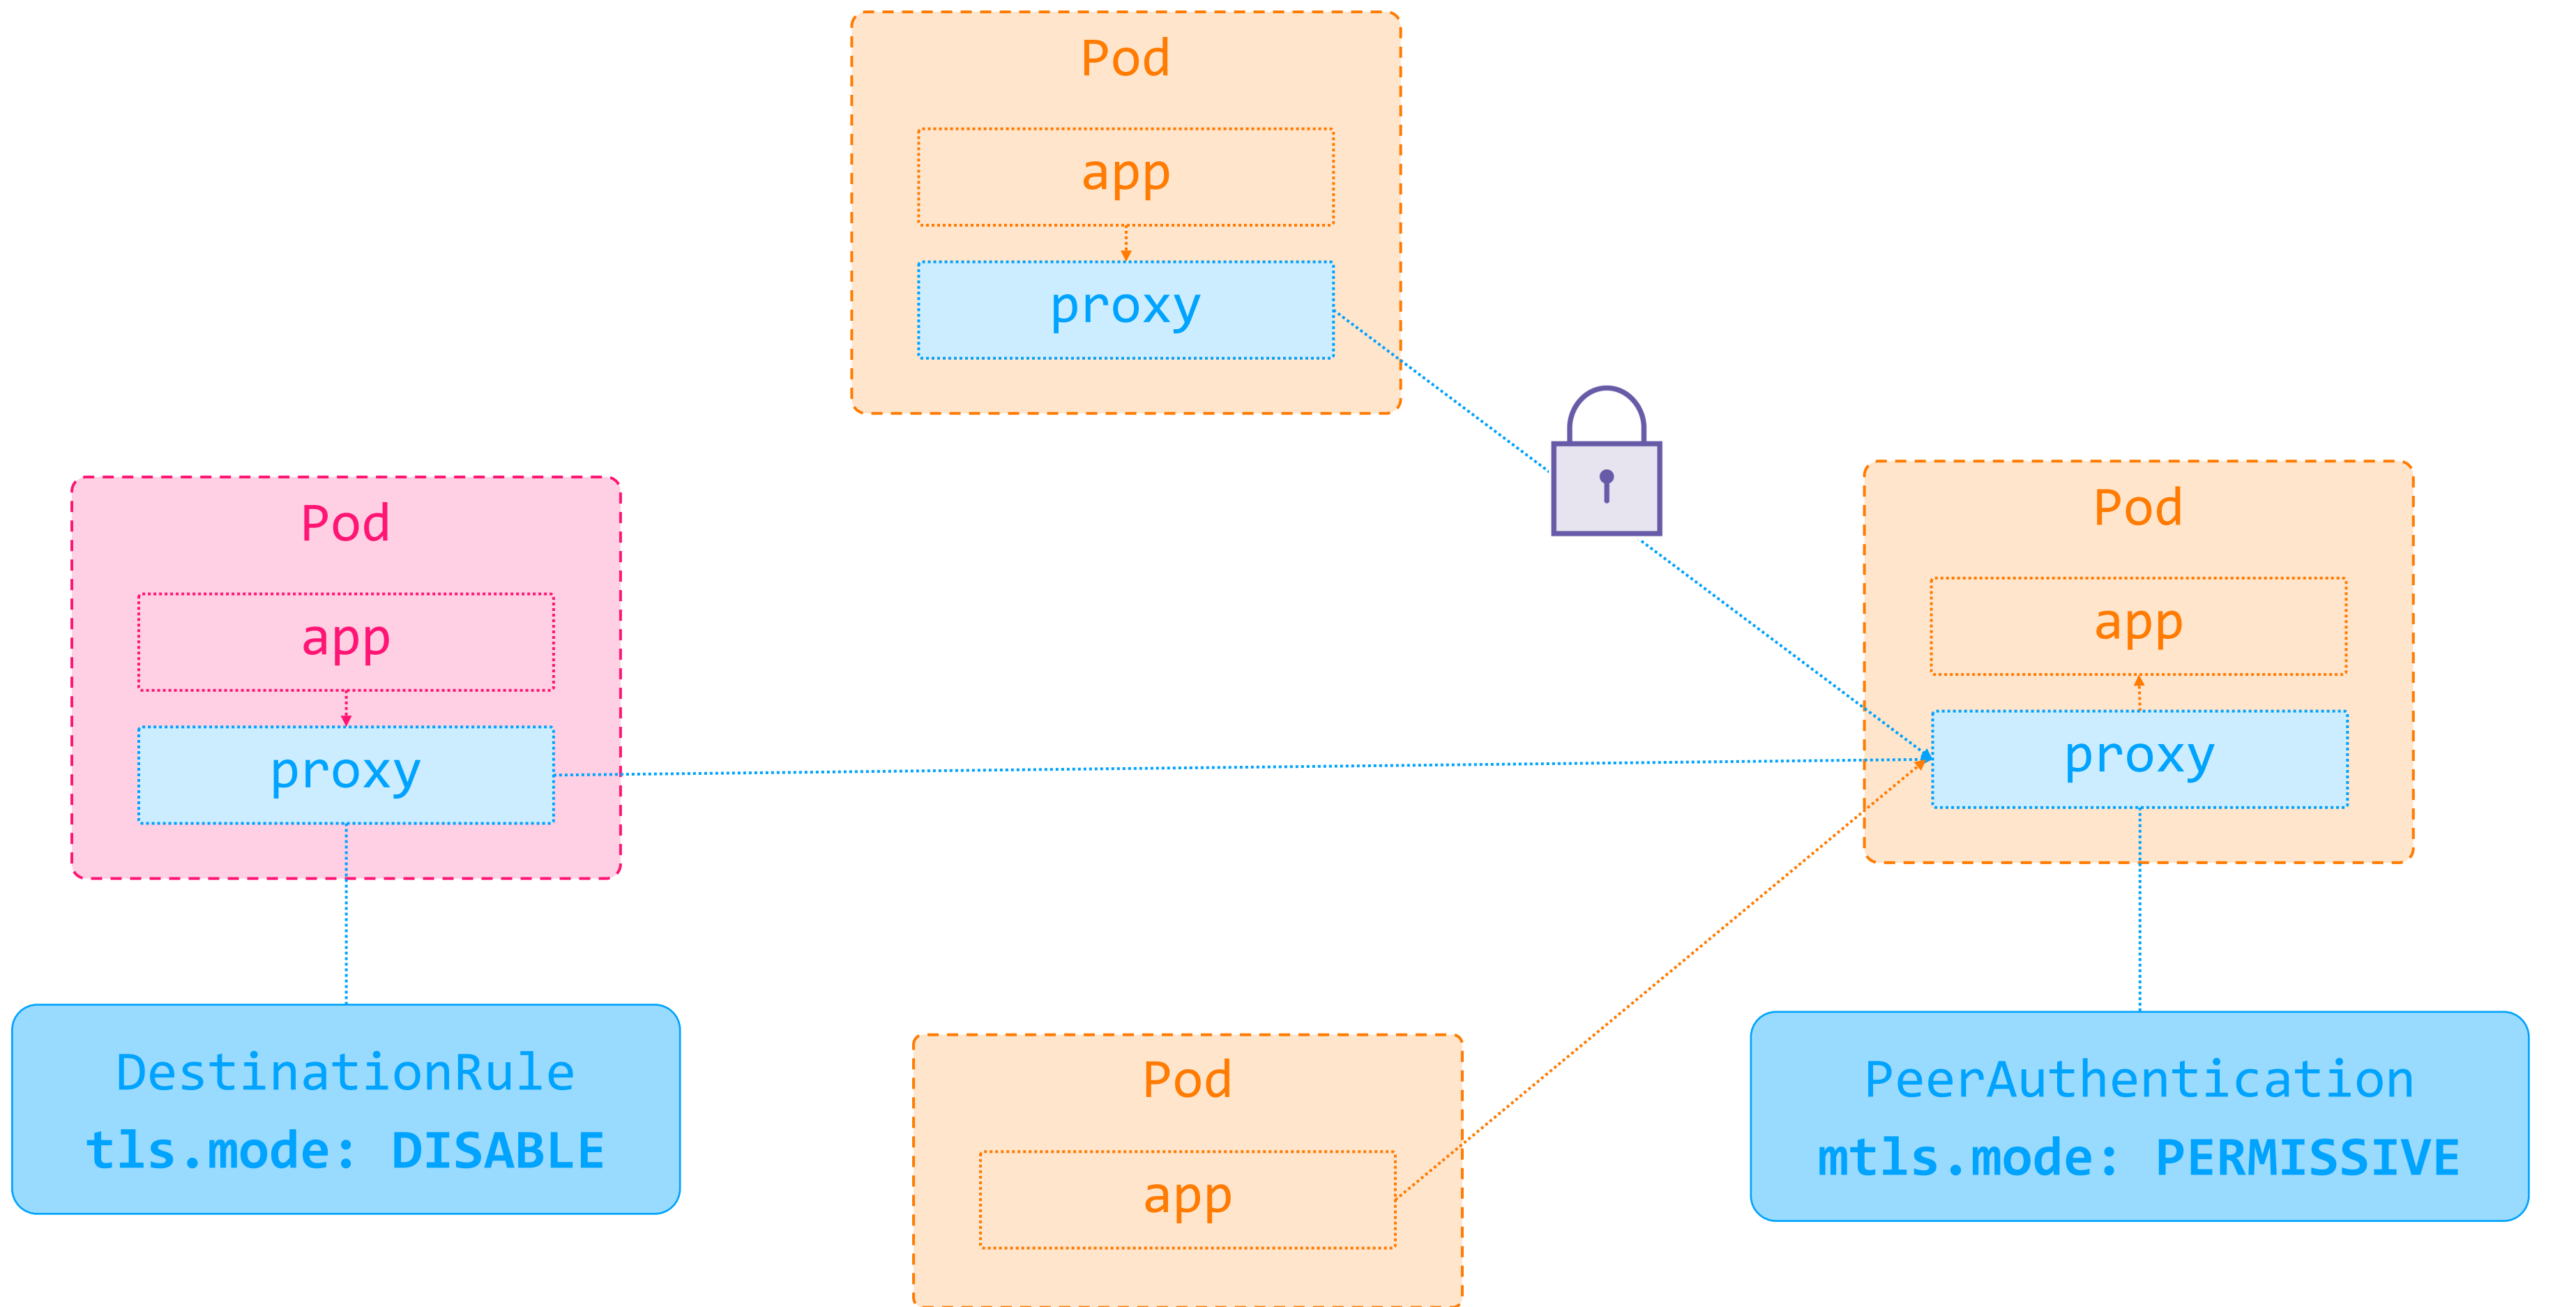 Pod
app
proxy
Pod
app
proxy
Pod
app
proxy
DestinationRule
tls.mode: DISABLE
Pod
app
PeerAuthentication
mtls.mode: PERMISSIVE